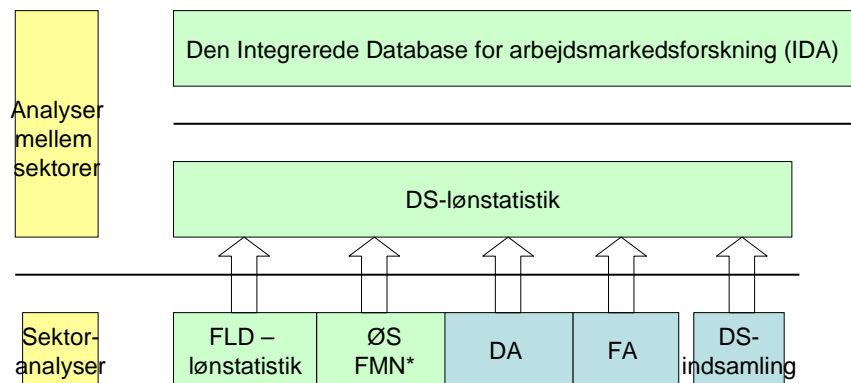 Den Integrerede Database for arbejdsmarkedsforskning (IDA)
Analyser
mellem
sektorer
DS-lønstatistik
Sektor-
analyser
FLD –
lønstatistik
ØS
FMN*
DA
FA
DS-
indsamling